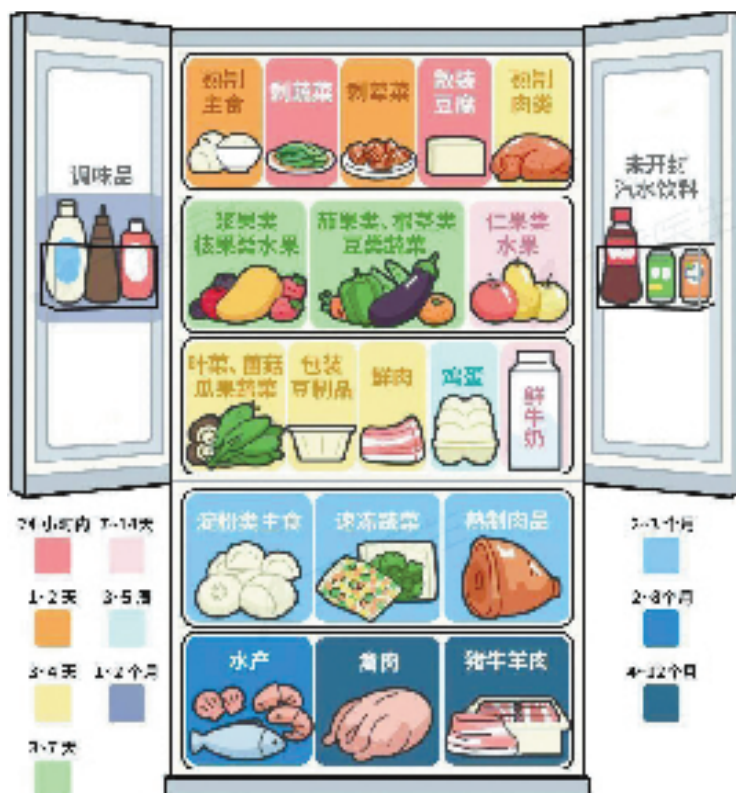 调味品
熟制
主食
剩蔬菜
剩荤菜
散装
豆腐
熟制
肉类
未开封
汽水饮料
浆果类
核果类水果
茄果类、根茎类
豆类蔬菜
仁果类
水果
叶菜、菌菇
瓜果蔬菜
包装
豆制品
鲜肉
鸡蛋
鲜牛奶
淀粉类主食
速冻蔬菜
熟制肉品
水产
禽肉
猪牛羊肉
24小时内
7-14天
1-2天
3-5周
3-4天
1-2个月
3-7天
2-3个月
2-8个月
4-12个月